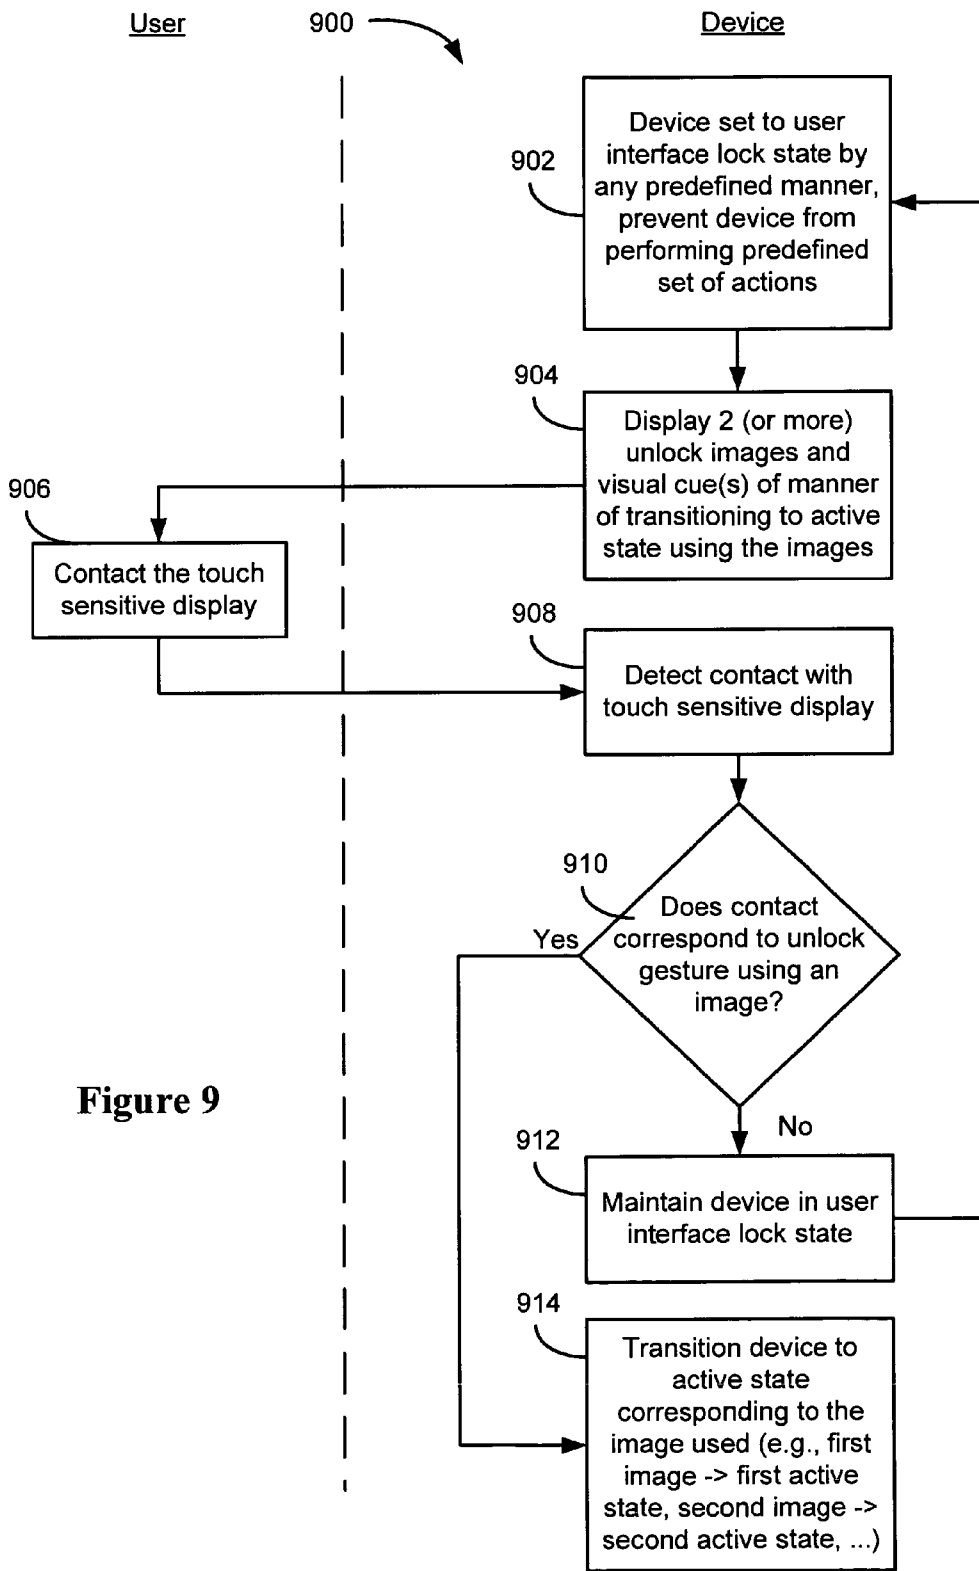 User
900
Device
902
Device set to user
interface lock state by
any predefined manner,
prevent device from
performing predefined
set of actions
904
Display 2 (or more)
unlock images and
visual cue(s) of manner
of transitioning to active
state using the images
906
Contact the touch
sensitive display
908
Detect contact with
touch sensitive display
910
Does contact
correspond to unlock
gesture using an
image?
Yes
No
Figure 9
912
Maintain device in user
interface lock state
914
Transition device to
active state
corresponding to the
image used (e.g., first
image -> first active
state, second image ->
second active state, ...)